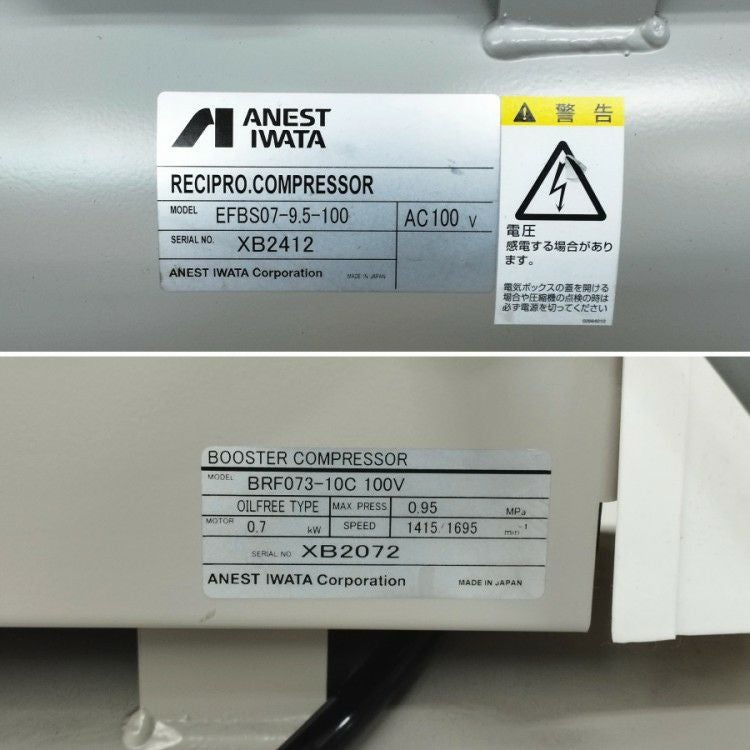 ANEST
IWATA
RECIPRO.COMPRESSOR
MODEL EFBS07-9.5-100 AC100 V
SERIAL NO. XB2412
ANEST IWATA Corporation MADE IN JAPAN
警告
電圧
感電する場合があり
ます。
電気ボックスの蓋を開ける
場合や圧縮機の点検の時は
必ず電源を切ってください
BOOSTER COMPRESSOR
MODEL BRF073-10C 100V
OILFREE TYPE MAX PRESS 0.95 MPa
MOTOR 0.7 kW SPEED 1415/1695 min⁻¹
SERIAL NO XB2072
ANEST IWATA Corporation MADE IN JAPAN